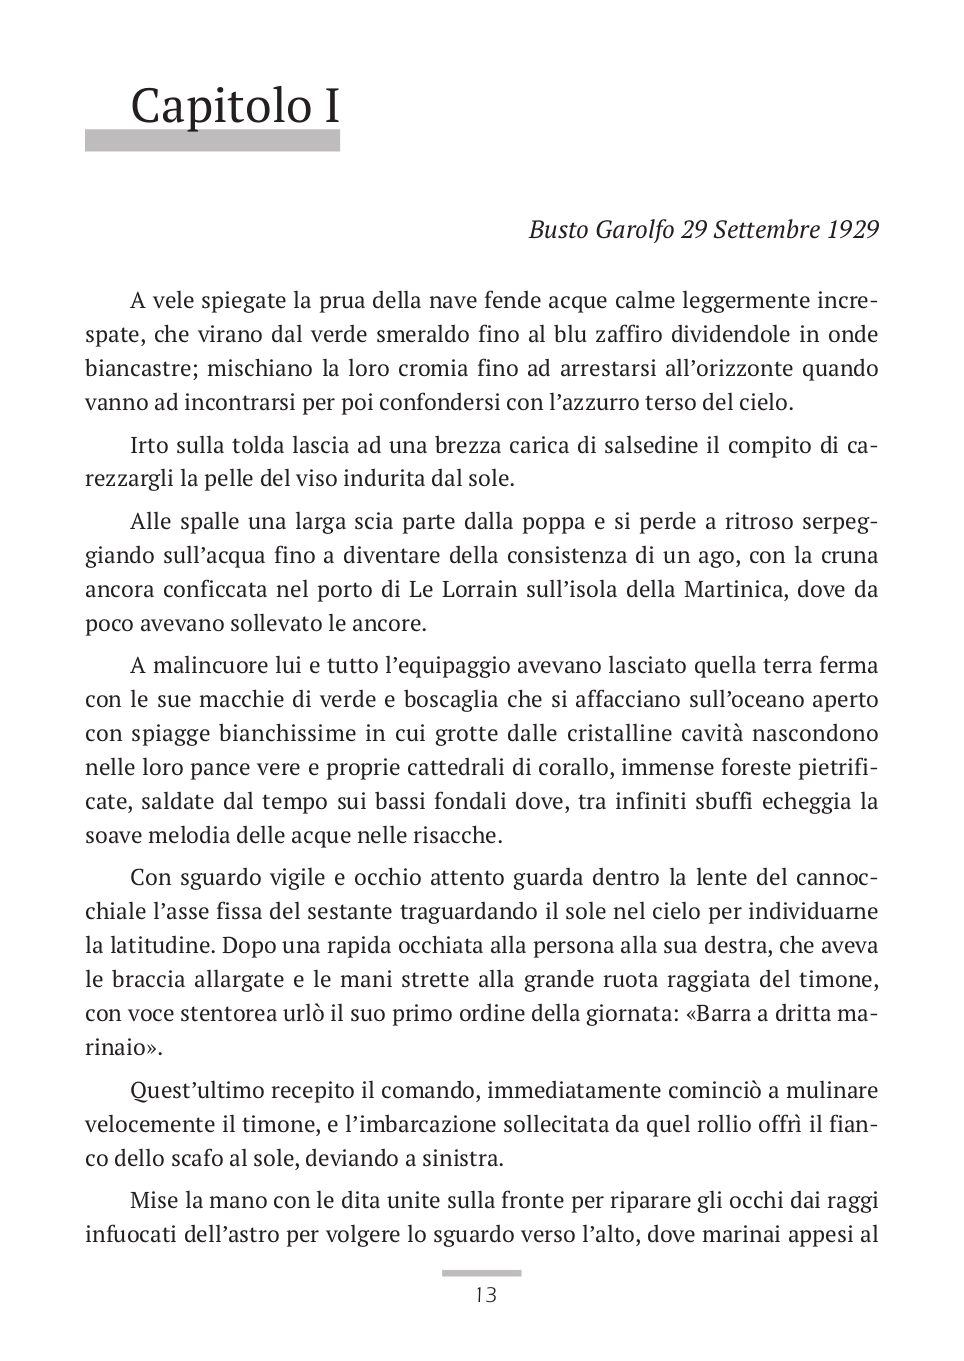 Capitolo I
Busto Garolfo 29 Settembre 1929
A vele spiegate la prua della nave fende acque calme leggermente incre-
spate, che virano dal verde smeraldo fino al blu zaffiro dividendole in onde
biancastre; mischiano la loro cromia fino ad arrestarsi all’orizzonte quando
vanno ad incontrarsi per poi confondersi con l’azzurro terso del cielo.
Irto sulla tolda lascia ad una brezza carica di salsedine il compito di ca-
rezzargli la pelle del viso indurita dal sole.
Alle spalle una larga scia parte dalla poppa e si perde a ritroso serpeg-
giando sull’acqua fino a diventare della consistenza di un ago, con la cruna
ancora conficcata nel porto di Le Lorrain sull’isola della Martinica, dove da
poco avevano sollevato le ancore.
A malincuore lui e tutto l’equipaggio avevano lasciato quella terra ferma
con le sue macchie di verde e boscaglia che si affacciano sull’oceano aperto
con spiagge bianchissime in cui grotte dalle cristalline cavità nascondono
nelle loro pance vere e proprie cattedrali di corallo, immense foreste pietrifi-
cate, saldate dal tempo sui bassi fondali dove, tra infiniti sbuffi echeggia la
soave melodia delle acque nelle risacche.
Con sguardo vigile e occhio attento guarda dentro la lente del cannoc-
chiale l’asse fissa del sestante traguardando il sole nel cielo per individuarne
la latitudine. Dopo una rapida occhiata alla persona alla sua destra, che aveva
le braccia allargate e le mani strette alla grande ruota raggiata del timone,
con voce stentorea urlò il suo primo ordine della giornata: «Barra a dritta ma-
rinaio».
Quest’ultimo recepito il comando, immediatamente cominciò a mulinare
velocemente il timone, e l’imbarcazione sollecitata da quel rollio offrì il fian-
co dello scafo al sole, deviando a sinistra.
Mise la mano con le dita unite sulla fronte per riparare gli occhi dai raggi
infuocati dell’astro per volgere lo sguardo verso l’alto, dove marinai appesi al
13